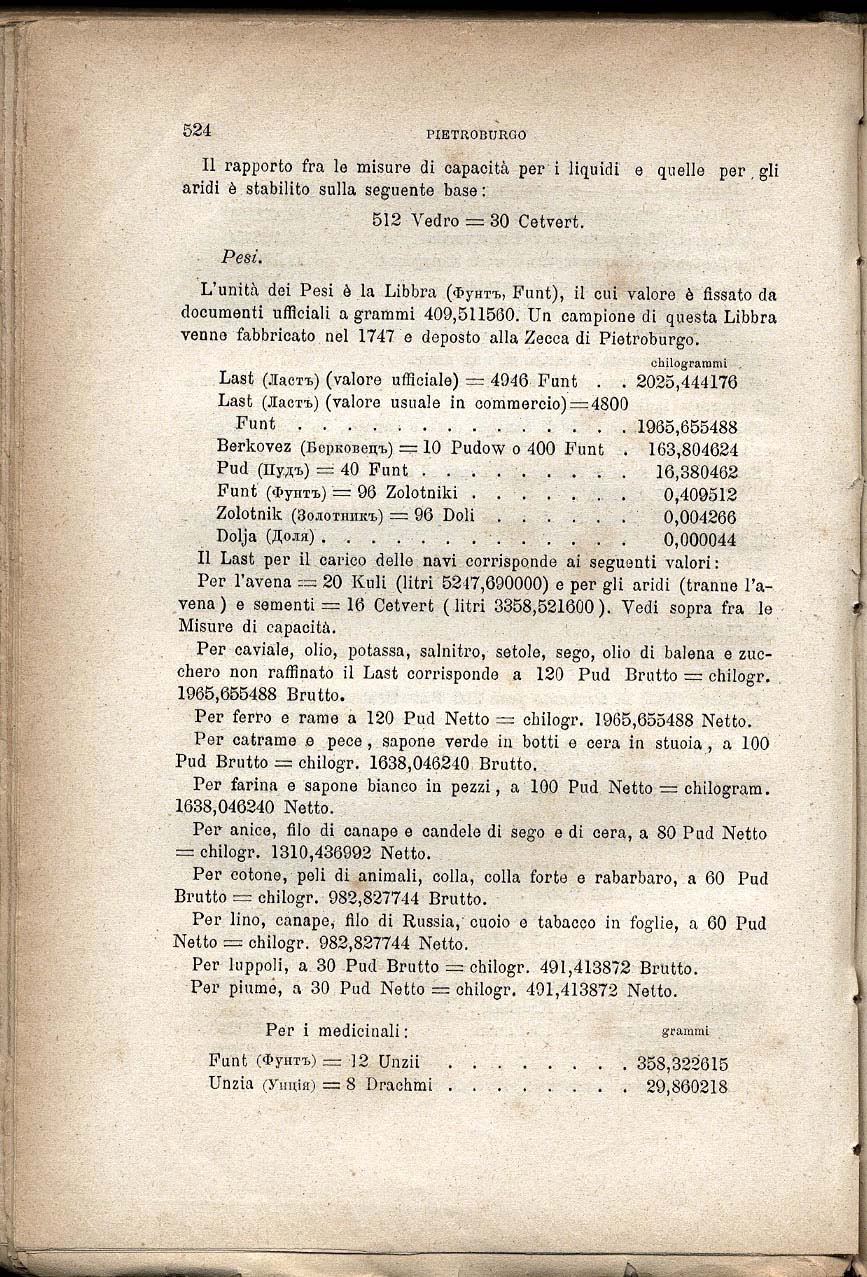 524
PIETROBURGO
Il rapporto fra le misure di capacità per i liquidi e quelle per gli
aridi è stabilito sulla seguente base:
512 Vedro = 30 Cetvert.
Pesi.
L'unità dei Pesi è la Libbra (Фунтъ, Funt), il cui valore è fissato da
documenti ufficiali a grammi 409,511560. Un campione di questa Libbra
venne fabbricato nel 1747 e deposto alla Zecca di Pietroburgo.
chilogrammi
Last (Ластъ) (valore ufficiale) = 4946 Funt . . 2025,444176
Last (Ластъ) (valore usuale in commercio)=4800
Funt . . . . . . . . . . . . . . 1965,655488
Berkovez (Берковецъ) = 10 Pudow o 400 Funt . 163,804624
Pud (Пудъ) = 40 Funt . . . . . . . . . 16,380462
Funt (Фунтъ) = 96 Zolotniki . . . . . . . 0,409512
Zolotnik (Золотникъ) = 96 Doli . . . . . . 0,004266
Dolja (Доля) . . . . . . . . . . . . . 0,000044
Il Last per il carico delle navi corrisponde ai seguenti valori:
Per l'avena = 20 Kuli (litri 5247,690000) e per gli aridi (tranne l'a-
vena) e sementi = 16 Cetvert (litri 3358,521600). Vedi sopra fra le
Misure di capacità.
Per caviale, olio, potassa, salnitro, setole, sego, olio di balena e zuc-
chero non raffinato il Last corrisponde a 120 Pud Brutto = chilogr.
1965,655488 Brutto.
Per ferro e rame a 120 Pud Netto = chilogr. 1965,655488 Netto.
Per catrame e pece, sapone verde in botti e cera in stuoia, a 100
Pud Brutto = chilogr. 1638,046240 Brutto.
Per farina e sapone bianco in pezzi, a 100 Pud Netto = chilogram.
1638,046240 Netto.
Per anice, filo di canape e candele di sego e di cera, a 80 Pud Netto
= chilogr. 1310,436992 Netto.
Per cotone, peli di animali, colla, colla forte e rabarbaro, a 60 Pud
Brutto = chilogr. 982,827744 Brutto.
Per lino, canape, filo di Russia, cuoio e tabacco in foglie, a 60 Pud
Netto = chilogr. 982,827744 Netto.
Per luppoli, a 30 Pud Brutto = chilogr. 491,413872 Brutto.
Per piume, a 30 Pud Netto = chilogr. 491,413872 Netto.
Per i medicinali:
grammi
Funt (Фунтъ) = 12 Unzii . . . . . . . . 358,322615
Unzia (Унція) = 8 Drachmi . . . . . . . . 29,860218